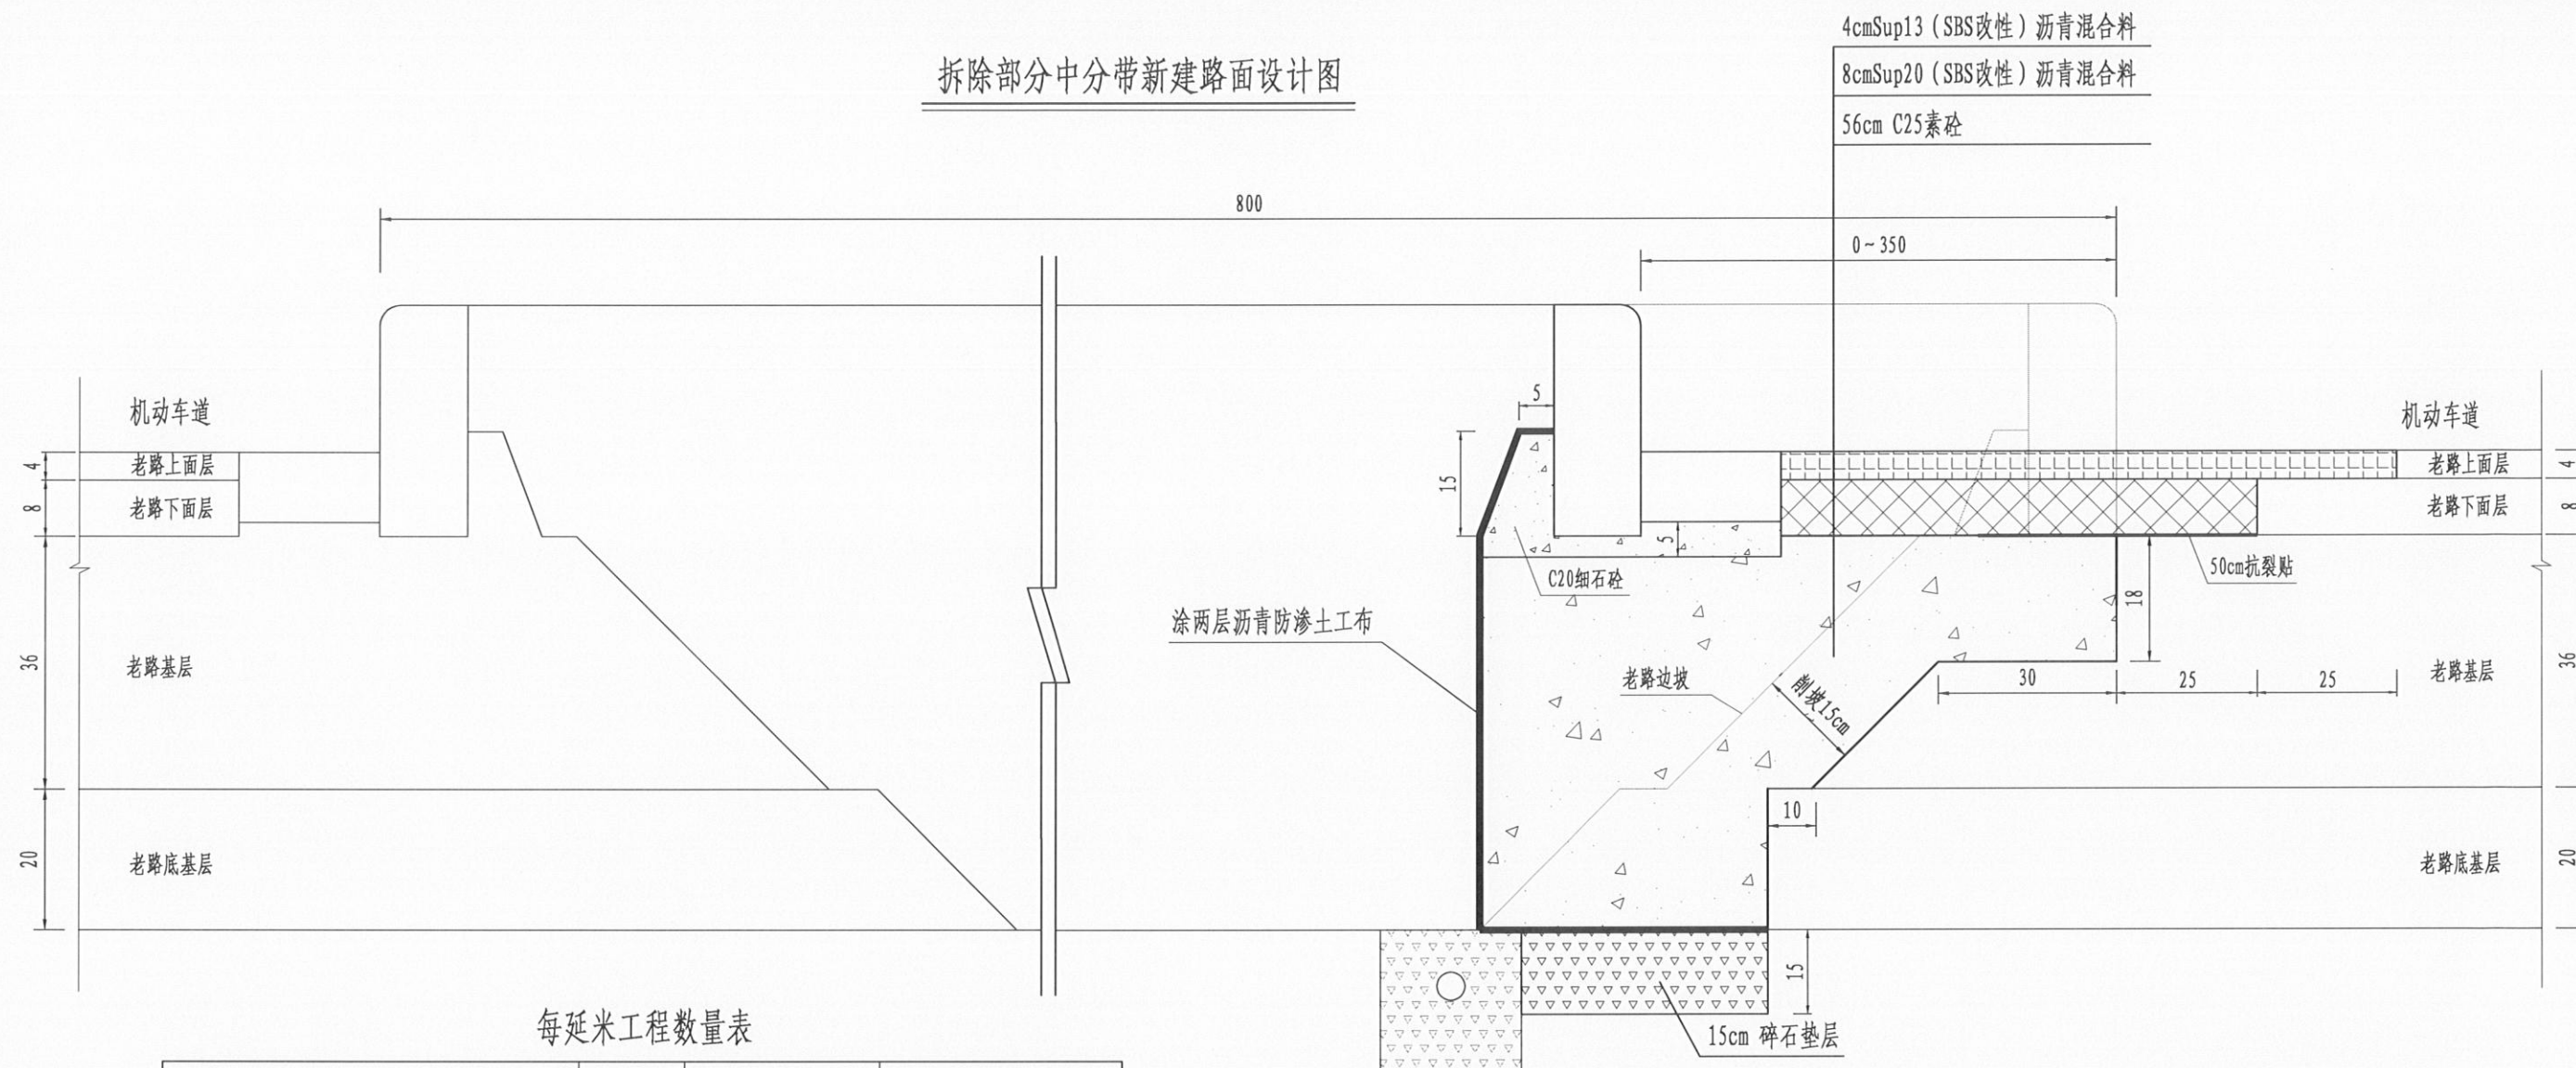 4cmSup13（SBS改性）沥青混合料
拆除部分中分带新建路面设计图
8cmSup20（SBS改性）沥青混合料
56cm C25素砼
800
0~350
5
机动车道
机动车道
4
老路上面层
15
老路上面层
4
8
老路下面层
老路下面层
8
5
C20细石砼
50cm抗裂贴
18
涂两层沥青防渗土工布
36
老路基层
老路边坡
削坡15cm
30
25
25
老路基层
36
10
20
老路底基层
老路底基层
20
15
每延米工程数量表
15cm 碎石垫层